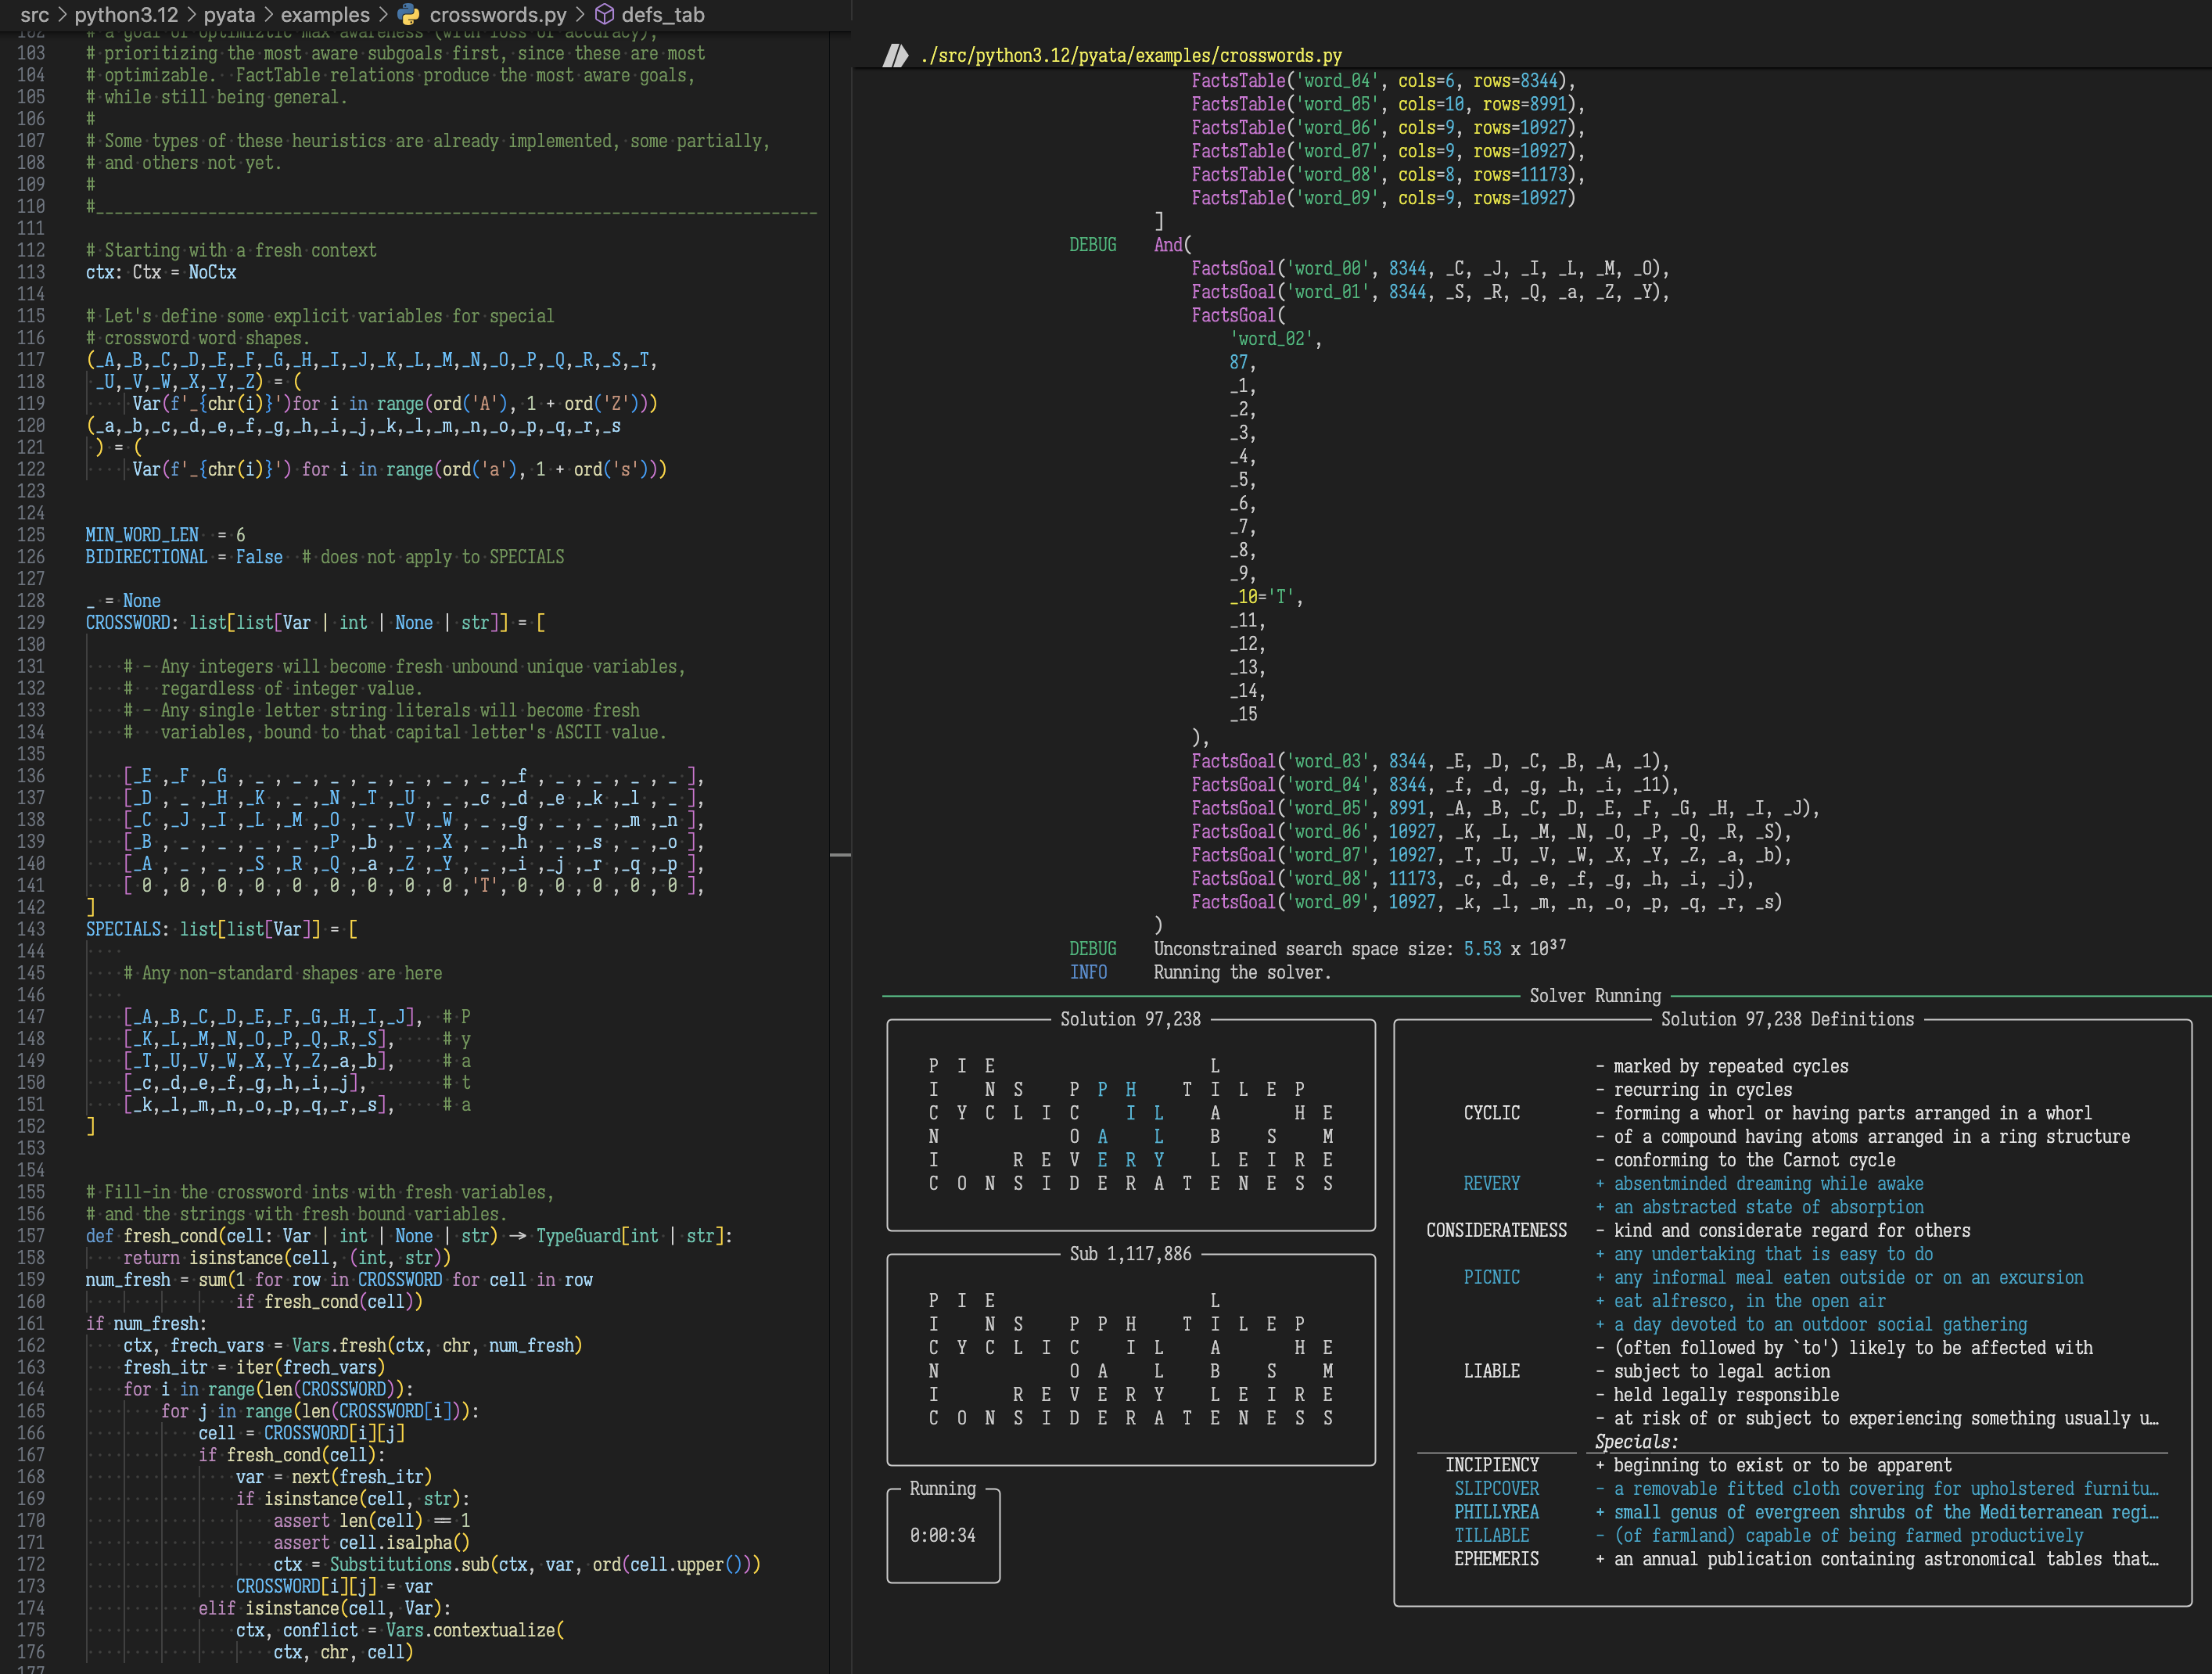 src > python3.12 > pyata > examples > crosswords.py > defs_tab
102 # a goal of optimiztic max awareness (with loss of accuracy),
103 # prioritizing the most aware subgoals first, since these are most
104 # optimizable.  FactTable relations produce the most aware goals,
105 # while still being general.
106 #
107 # Some types of these heuristics are already implemented, some partially,
108 # and others not yet.
109 #
110 #_____________________________________________________________________________
111
112 # Starting with a fresh context
113 ctx: Ctx = NoCtx
114
115 # Let's define some explicit variables for special
116 # crossword word shapes.
117 (_A,_B,_C,_D,_E,_F,_G,_H,_I,_J,_K,_L,_M,_N,_O,_P,_Q,_R,_S,_T,
118  _U,_V,_W,_X,_Y,_Z) = (
119      Var(f'_{chr(i)}')for i in range(ord('A'), 1 + ord('Z')))
120 (_a,_b,_c,_d,_e,_f,_g,_h,_i,_j,_k,_l,_m,_n,_o,_p,_q,_r,_s
121  ) = (
122      Var(f'_{chr(i)}') for i in range(ord('a'), 1 + ord('s')))
123
124
125 MIN_WORD_LEN  = 6
126 BIDIRECTIONAL = False  # does not apply to SPECIALS
127
128 _ = None
129 CROSSWORD: list[list[Var | int | None | str]] = [
130
131     # - Any integers will become fresh unbound unique variables,
132     #   regardless of integer value.
133     # - Any single letter string literals will become fresh
134     #   variables, bound to that capital letter's ASCII value.
135
136     [_E ,_F ,_G , _ , _ , _ , _ , _ , _ , _ ,_f , _ , _ , _ , _ ],
137     [_D , _ ,_H ,_K , _ ,_N ,_T ,_U , _ ,_c ,_d ,_e ,_k ,_l , _ ],
138     [_C ,_J ,_I ,_L ,_M ,_O , _ ,_V ,_W , _ ,_g , _ , _ ,_m ,_n ],
139     [_B , _ , _ , _ , _ ,_P ,_b , _ ,_X , _ ,_h , _ ,_s , _ ,_o ],
140     [_A , _ , _ ,_S ,_R ,_Q ,_a ,_Z ,_Y , _ ,_i ,_j ,_r ,_q ,_p ],
141     [ 0 , 0 , 0 , 0 , 0 , 0 , 0 , 0 , 0 ,'T', 0 , 0 , 0 , 0 , 0 ],
142 ]
143 SPECIALS: list[list[Var]] = [
144
145     # Any non-standard shapes are here
146
147     [_A,_B,_C,_D,_E,_F,_G,_H,_I,_J],  # P
148     [_K,_L,_M,_N,_O,_P,_Q,_R,_S],     # y
149     [_T,_U,_V,_W,_X,_Y,_Z,_a,_b],     # a
150     [_c,_d,_e,_f,_g,_h,_i,_j],        # t
151     [_k,_l,_m,_n,_o,_p,_q,_r,_s],     # a
152 ]
153
154
155 # Fill-in the crossword ints with fresh variables,
156 # and the strings with fresh bound variables.
157 def fresh_cond(cell: Var | int | None | str) -> TypeGuard[int | str]:
158     return isinstance(cell, (int, str))
159 num_fresh = sum(1 for row in CROSSWORD for cell in row
160                 if fresh_cond(cell))
161 if num_fresh:
162     ctx, frech_vars = Vars.fresh(ctx, chr, num_fresh)
163     fresh_itr = iter(frech_vars)
164     for i in range(len(CROSSWORD)):
165         for j in range(len(CROSSWORD[i])):
166             cell = CROSSWORD[i][j]
167             if fresh_cond(cell):
168                 var = next(fresh_itr)
169                 if isinstance(cell, str):
170                     assert len(cell) == 1
171                     assert cell.isalpha()
172                     ctx = Substitutions.sub(ctx, var, ord(cell.upper()))
173                 CROSSWORD[i][j] = var
174             elif isinstance(cell, Var):
175                 ctx, conflict = Vars.contextualize(
176                     ctx, chr, cell)
177
./src/python3.12/pyata/examples/crosswords.py
FactsTable('word_04', cols=6, rows=8344),
FactsTable('word_05', cols=10, rows=8991),
FactsTable('word_06', cols=9, rows=10927),
FactsTable('word_07', cols=9, rows=10927),
FactsTable('word_08', cols=8, rows=11173),
FactsTable('word_09', cols=9, rows=10927)
]
DEBUG And(
FactsGoal('word_00', 8344, _C, _J, _I, _L, _M, _O),
FactsGoal('word_01', 8344, _S, _R, _Q, _a, _Z, _Y),
FactsGoal(
'word_02',
87,
_1,
_2,
_3,
_4,
_5,
_6,
_7,
_8,
_9,
_10='T',
_11,
_12,
_13,
_14,
_15
),
FactsGoal('word_03', 8344, _E, _D, _C, _B, _A, _1),
FactsGoal('word_04', 8344, _f, _d, _g, _h, _i, _11),
FactsGoal('word_05', 8991, _A, _B, _C, _D, _E, _F, _G, _H, _I, _J),
FactsGoal('word_06', 10927, _K, _L, _M, _N, _O, _P, _Q, _R, _S),
FactsGoal('word_07', 10927, _T, _U, _V, _W, _X, _Y, _Z, _a, _b),
FactsGoal('word_08', 11173, _c, _d, _e, _f, _g, _h, _i, _j),
FactsGoal('word_09', 10927, _k, _l, _m, _n, _o, _p, _q, _r, _s)
)
DEBUG Unconstrained search space size: 5.53 x 10³⁷
INFO Running the solver.
Solver Running
Solution 97,238
P I E L
I N S P P H T I L E P
C Y C L I C I L A H E
N O A L B S M
I R E V E R Y L E I R E
C O N S I D E R A T E N E S S
Sub 1,117,886
P I E L
I N S P P H T I L E P
C Y C L I C I L A H E
N O A L B S M
I R E V E R Y L E I R E
C O N S I D E R A T E N E S S
Running
0:00:34
Solution 97,238 Definitions
- marked by repeated cycles
- recurring in cycles
CYCLIC - forming a whorl or having parts arranged in a whorl
- of a compound having atoms arranged in a ring structure
- conforming to the Carnot cycle
REVERY + absentminded dreaming while awake
+ an abstracted state of absorption
CONSIDERATENESS - kind and considerate regard for others
+ any undertaking that is easy to do
PICNIC + any informal meal eaten outside or on an excursion
+ eat alfresco, in the open air
+ a day devoted to an outdoor social gathering
- (often followed by `to') likely to be affected with
LIABLE - subject to legal action
- held legally responsible
- at risk of or subject to experiencing something usually u…
Specials:
INCIPIENCY + beginning to exist or to be apparent
SLIPCOVER - a removable fitted cloth covering for upholstered furnitu…
PHILLYREA + small genus of evergreen shrubs of the Mediterranean regi…
TILLABLE - (of farmland) capable of being farmed productively
EPHEMERIS + an annual publication containing astronomical tables that…